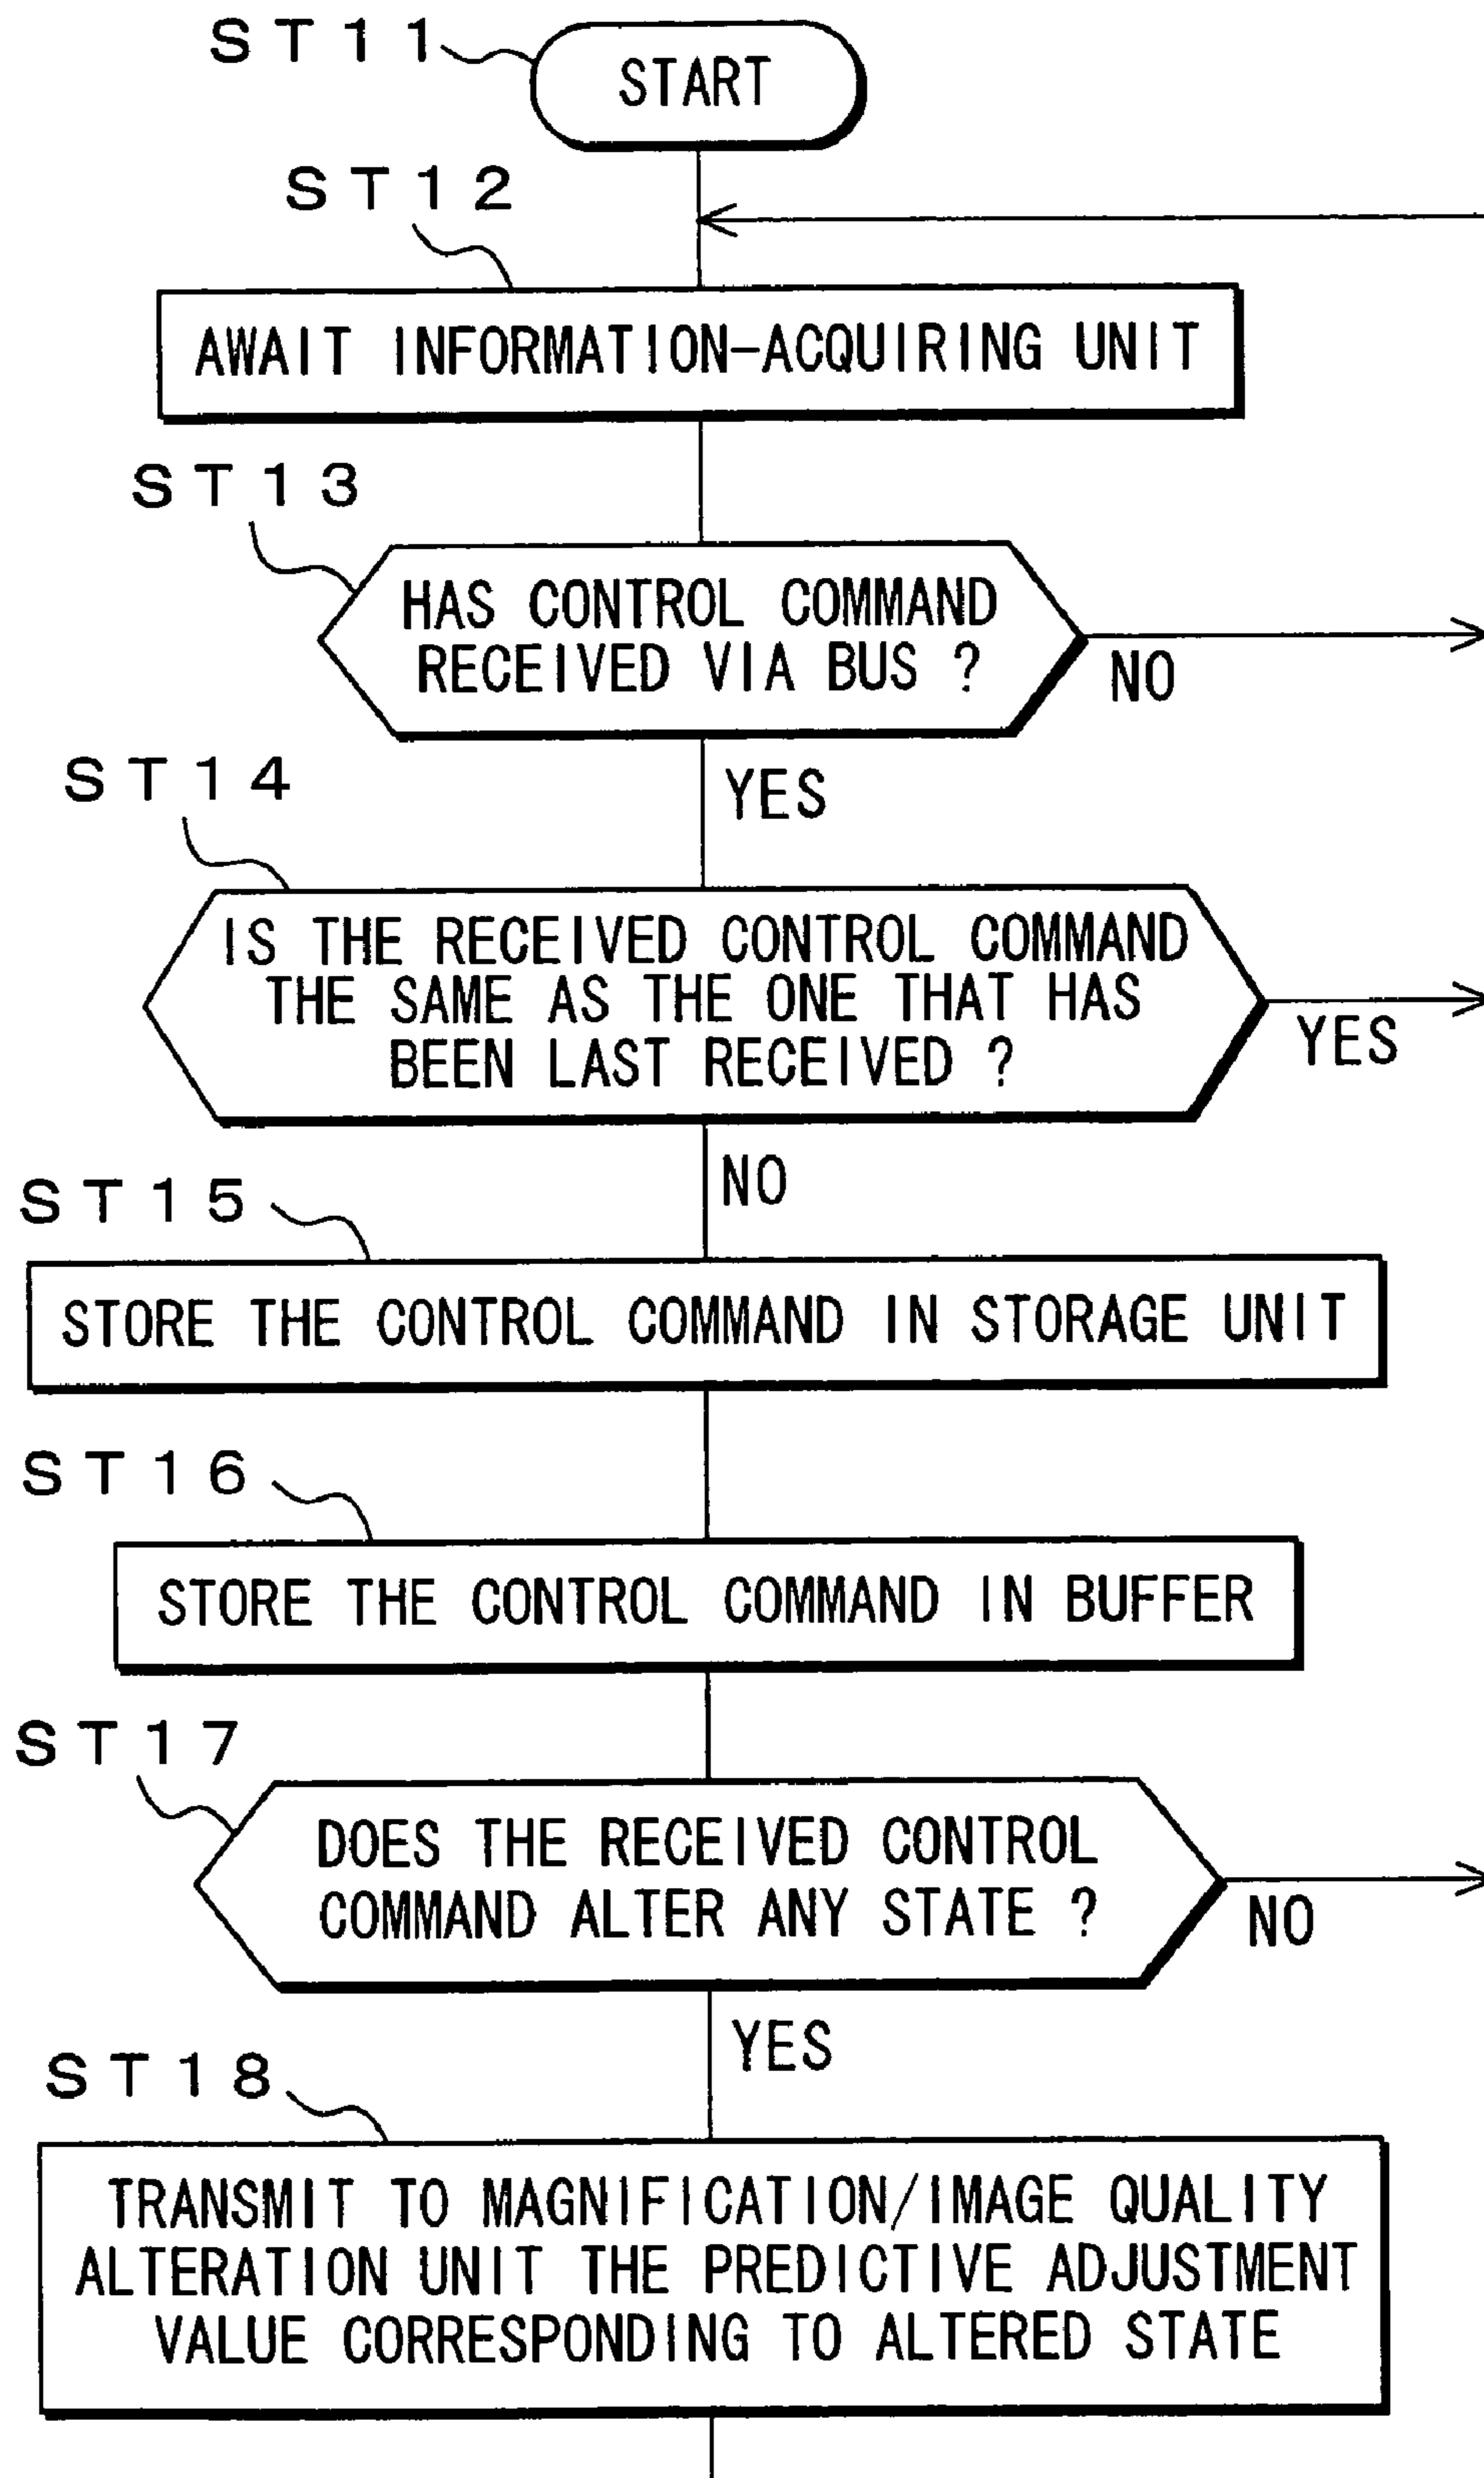 ST11
START
ST12
AWAIT INFORMATION-ACQUIRING UNIT
ST13
HAS CONTROL COMMAND
RECEIVED VIA BUS ?
NO
YES
ST14
IS THE RECEIVED CONTROL COMMAND
THE SAME AS THE ONE THAT HAS
BEEN LAST RECEIVED ?
YES
NO
ST15
STORE THE CONTROL COMMAND IN STORAGE UNIT
ST16
STORE THE CONTROL COMMAND IN BUFFER
ST17
DOES THE RECEIVED CONTROL
COMMAND ALTER ANY STATE ?
NO
YES
ST18
TRANSMIT TO MAGNIFICATION/IMAGE QUALITY
ALTERATION UNIT THE PREDICTIVE ADJUSTMENT
VALUE CORRESPONDING TO ALTERED STATE